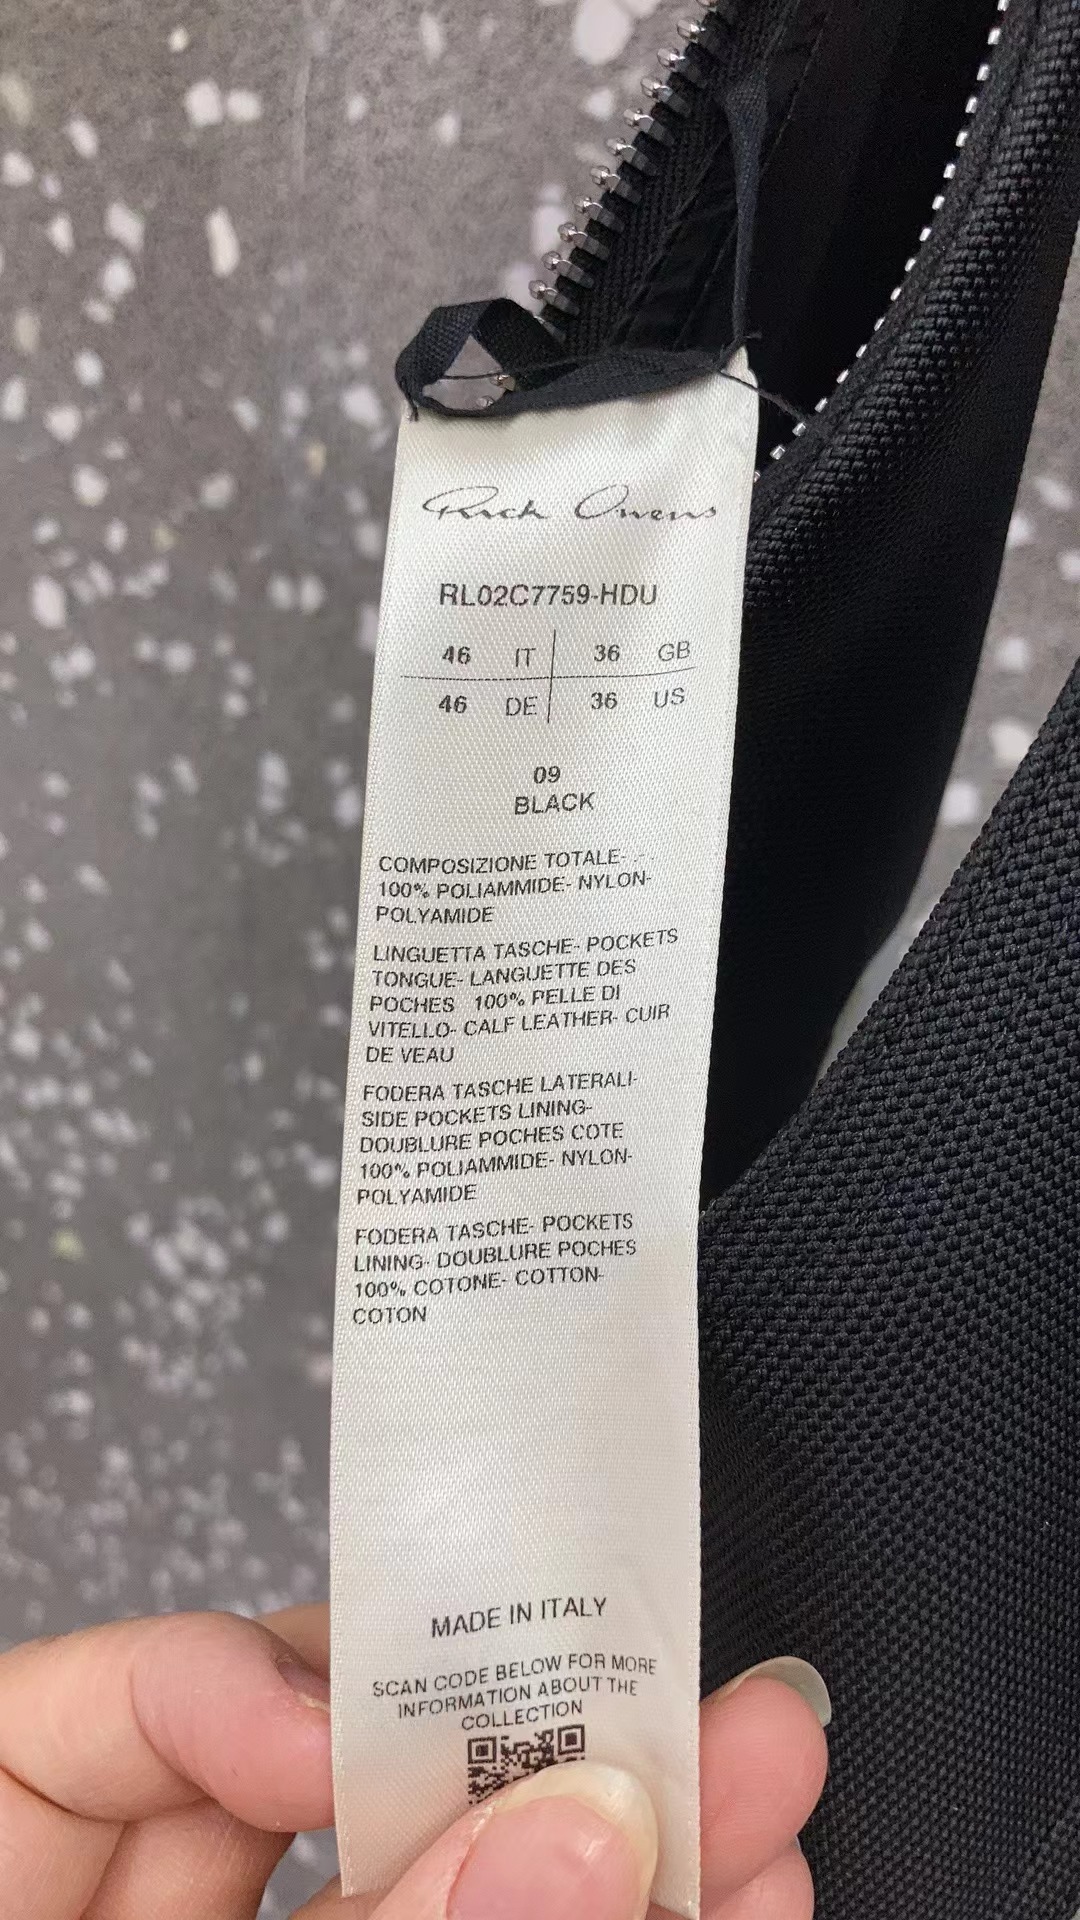 Rick Owens
RL02C7759-HDU
46 IT 36 GB
46 DE 36 US
09
BLACK
COMPOSIZIONE TOTALE- .-.
100% POLIAMMIDE- NYLON-
POLYAMIDE
LINGUETTA TASCHE- POCKETS
TONGUE- LANGUETTE DES
POCHES 100% PELLE DI
VITELLO- CALF LEATHER- CUIR
DE VEAU
FODERA TASCHE LATERALI-
SIDE POCKETS LINING-
DOUBLURE POCHES COTE
100% POLIAMMIDE- NYLON-
POLYAMIDE
FODERA TASCHE- POCKETS
LINING- DOUBLURE POCHES
100% COTONE- COTTON-
COTON
MADE IN ITALY
SCAN CODE BELOW FOR MORE
INFORMATION ABOUT THE
COLLECTION